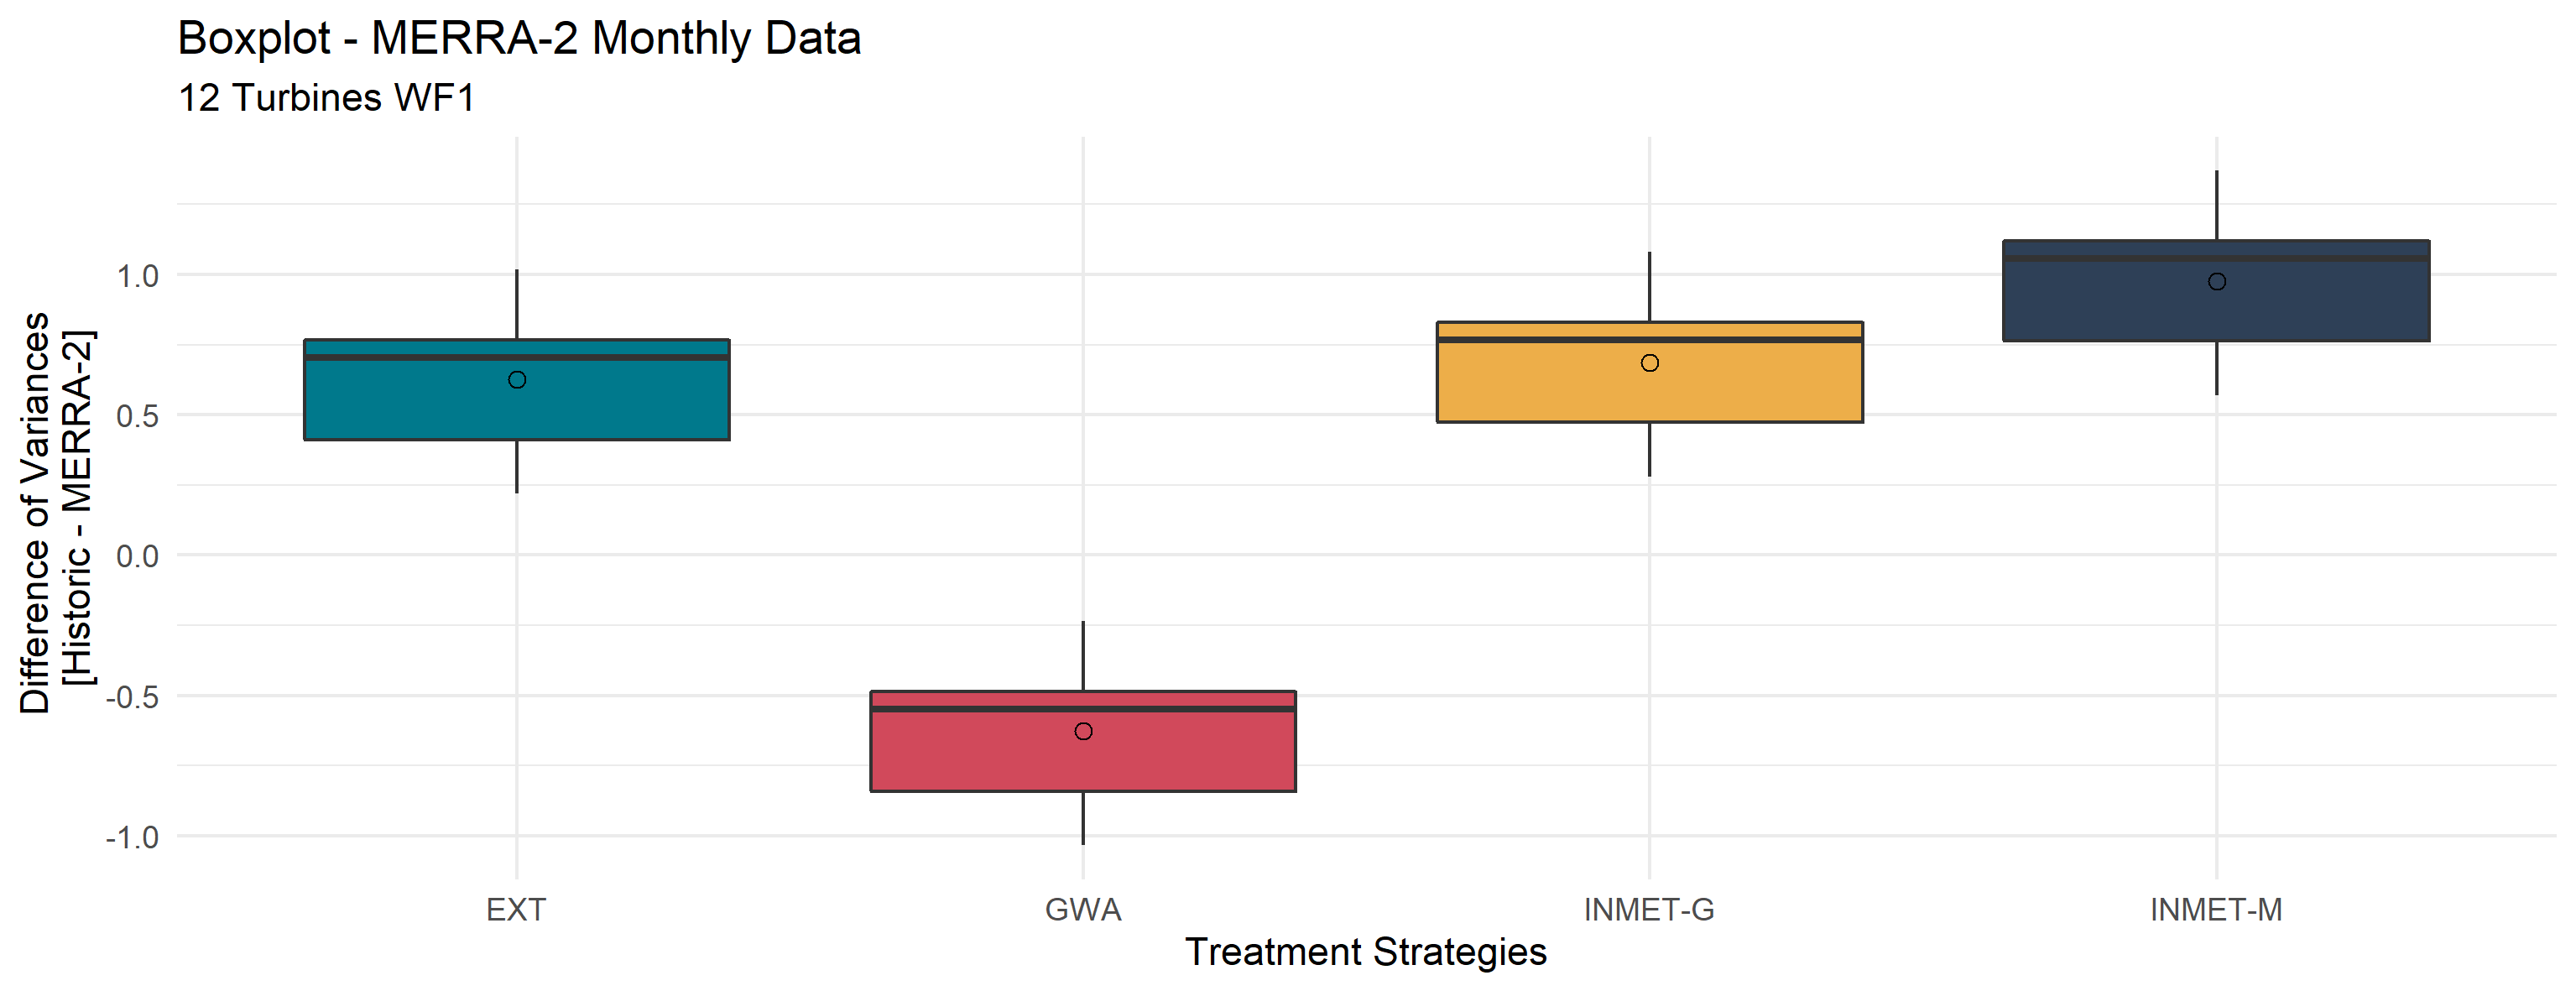 Boxplot - MERRA-2 Monthly Data
12 Turbines WF1
Difference of Variances
[Historic - MERRA-2]
1.0
0.5
0.0
-0.5
-1.0
EXT
GWA
INMET-G
INMET-M
Treatment Strategies